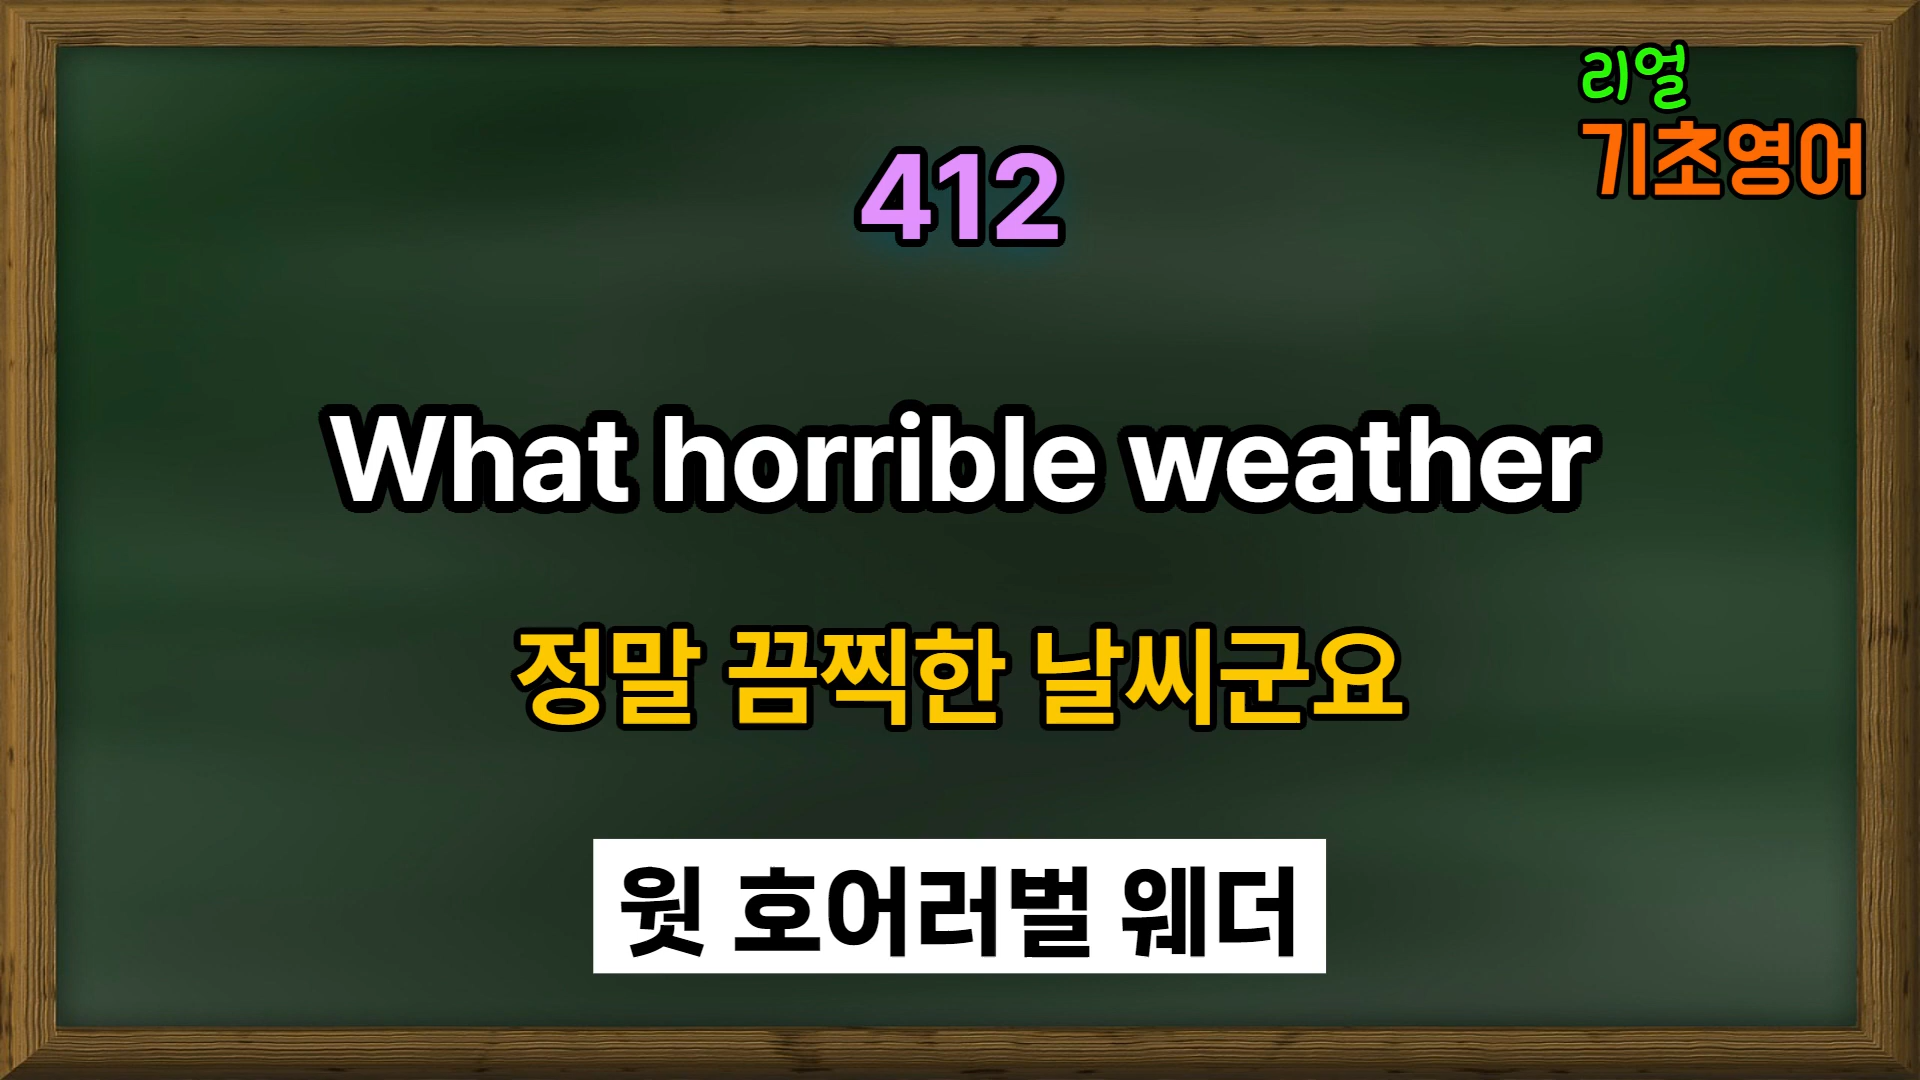 리얼
기초영어
412
What horrible weather
정말 끔찍한 날씨군요
웟 호어러벌 웨더